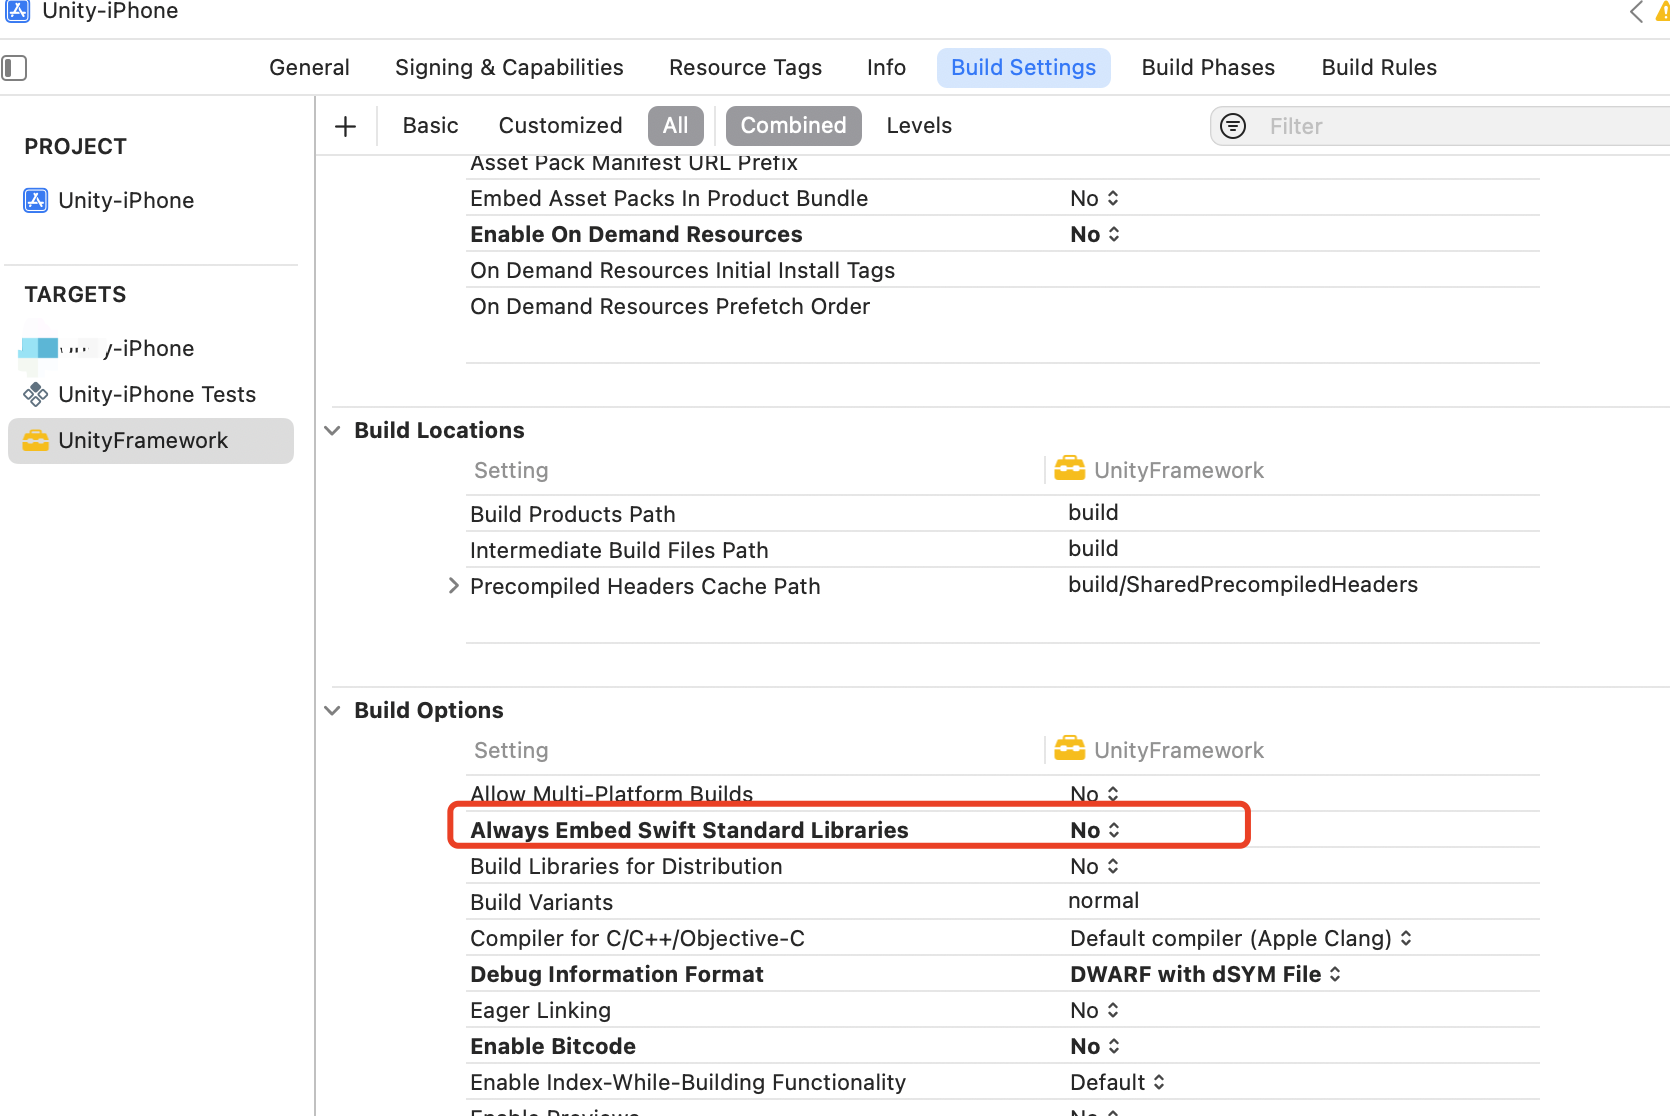 Unity-iPhone
General Signing & Capabilities Resource Tags Info Build Settings Build Phases Build Rules
PROJECT
Unity-iPhone
TARGETS
-iPhone
Unity-iPhone Tests
UnityFramework
+ Basic Customized All Combined Levels Filter
Asset Pack Manifest URL Prefix
Embed Asset Packs In Product Bundle No
Enable On Demand Resources No
On Demand Resources Initial Install Tags
On Demand Resources Prefetch Order
Build Locations
Setting UnityFramework
Build Products Path build
Intermediate Build Files Path build
Precompiled Headers Cache Path build/SharedPrecompiledHeaders
Build Options
Setting UnityFramework
Allow Multi-Platform Builds No
Always Embed Swift Standard Libraries No
Build Libraries for Distribution No
Build Variants normal
Compiler for C/C++/Objective-C Default compiler (Apple Clang)
Debug Information Format DWARF with dSYM File
Eager Linking No
Enable Bitcode No
Enable Index-While-Building Functionality Default
Enable Previews No